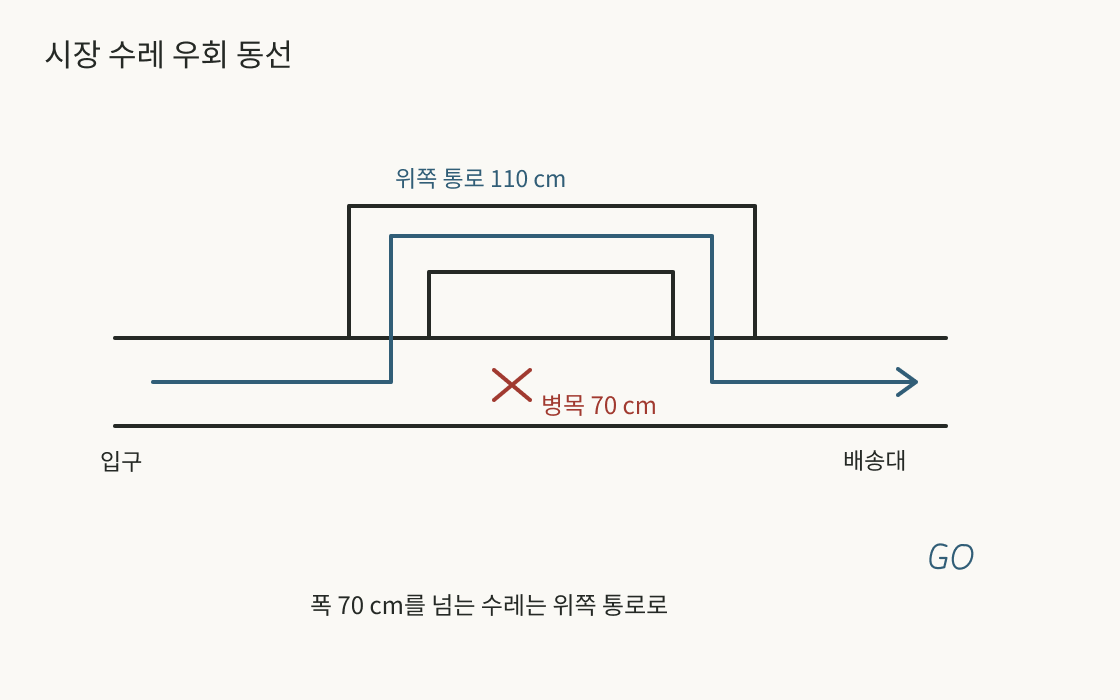 시장 수레 우회 동선
위쪽 통로 110 cm
병목 70 cm
입구
배송대
GO
폭 70 cm를 넘는 수레는 위쪽 통로로